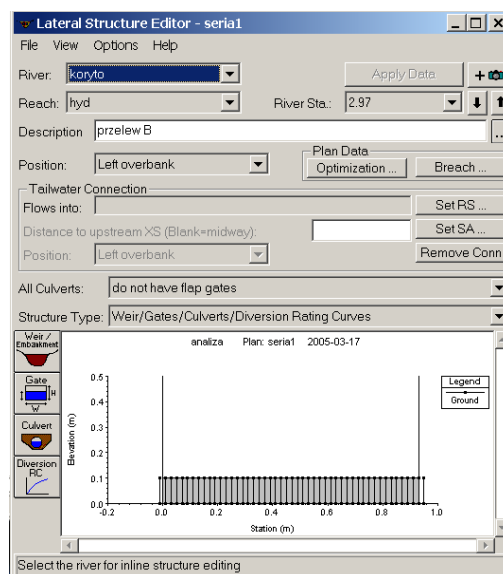 Lateral Structure Editor - seria1
File View Options Help
River: koryto Apply Data
Reach: hyd River Sta.: 2.97
Description przelew B ...
Plan Data
Position: Left overbank Optimization ... Breach ...
Tailwater Connection
Flows into: Set RS ...
Distance to upstream XS (Blank=midway): Set SA ...
Position: Left overbank Remove Conn
All Culverts: do not have flap gates
Structure Type: Weir/Gates/Culverts/Diversion Rating Curves
Weir /
Embankment
Gate
H
W
Culvert
Diversion
RC
analiza Plan: seria1 2005-03-17
Legend
Ground
Elevation (m)
0.5
0.4
0.3
0.2
0.1
0.0
-0.2 0.0 0.2 0.4 0.6 0.8 1.0
Station (m)
Select the river for inline structure editing